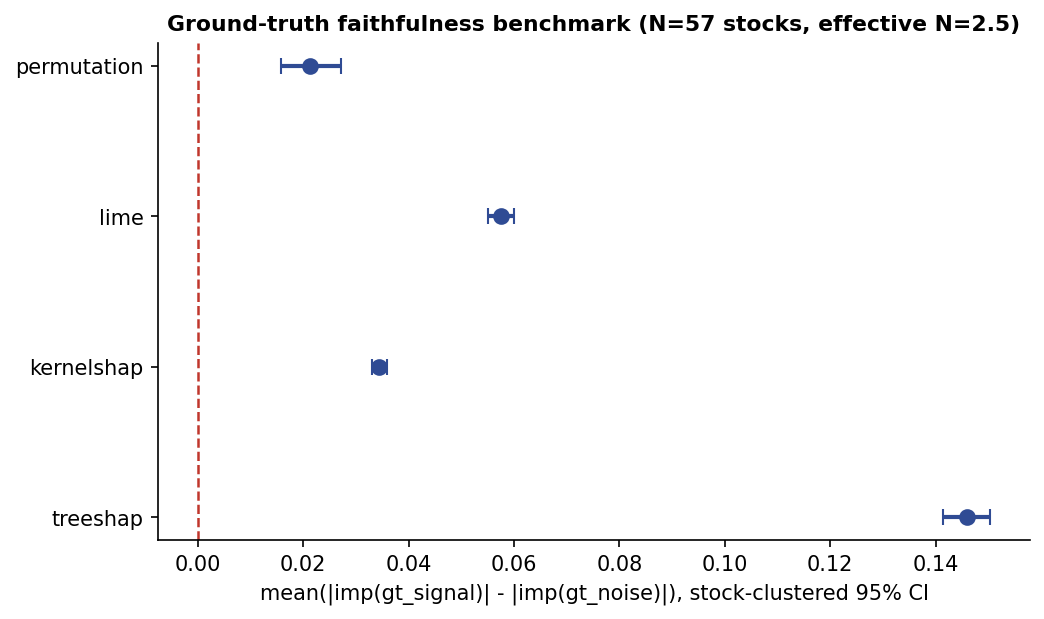 Ground-truth faithfulness benchmark (N=57 stocks, effective N=2.5)
permutation
lime
kernelshap
treeshap
0.00 0.02 0.04 0.06 0.08 0.10 0.12 0.14
mean(|imp(gt_signal)| - |imp(gt_noise)|), stock-clustered 95% CI